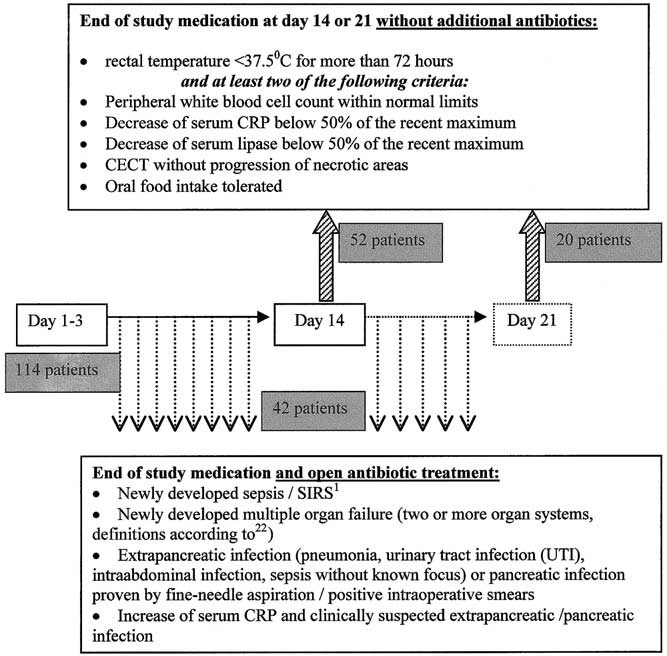 End of study medication at day 14 or 21 without additional antibiotics:
• rectal temperature <37.5⁰C for more than 72 hours
and at least two of the following criteria:
• Peripheral white blood cell count within normal limits
• Decrease of serum CRP below 50% of the recent maximum
• Decrease of serum lipase below 50% of the recent maximum
• CECT without progression of necrotic areas
• Oral food intake tolerated
52 patients
20 patients
Day 1-3
Day 14
Day 21
114 patients
42 patients
End of study medication and open antibiotic treatment:
• Newly developed sepsis / SIRS¹
• Newly developed multiple organ failure (two or more organ systems,
definitions according to²²)
• Extrapancreatic infection (pneumonia, urinary tract infection (UTI),
intraabdominal infection, sepsis without known focus) or pancreatic infection
proven by fine-needle aspiration / positive intraoperative smears
• Increase of serum CRP and clinically suspected extrapancreatic /pancreatic
infection